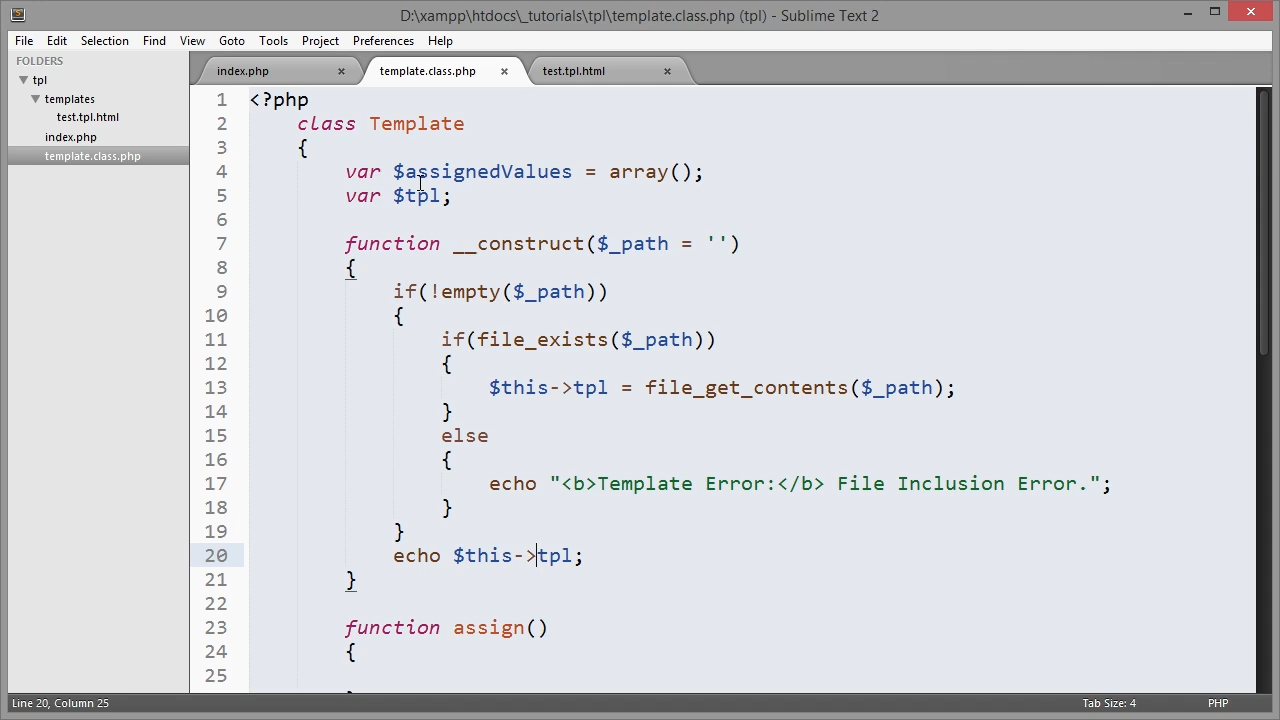 D:\xampp\htdocs\_tutorials\tpl\template.class.php (tpl) - Sublime Text 2
File Edit Selection Find View Goto Tools Project Preferences Help
FOLDERS
tpl
templates
test.tpl.html
index.php
template.class.php
index.php template.class.php test.tpl.html
1 <?php
2 class Template
3 {
4 var $assignedValues = array();
5 var $tpl;
6
7 function __construct($_path = '')
8 {
9 if(!empty($_path))
10 {
11 if(file_exists($_path))
12 {
13 $this->tpl = file_get_contents($_path);
14 }
15 else
16 {
17 echo "<b>Template Error:</b> File Inclusion Error.";
18 }
19 }
20 echo $this->tpl;
21 }
22
23 function assign()
24 {
25
Line 20, Column 25 Tab Size: 4 PHP